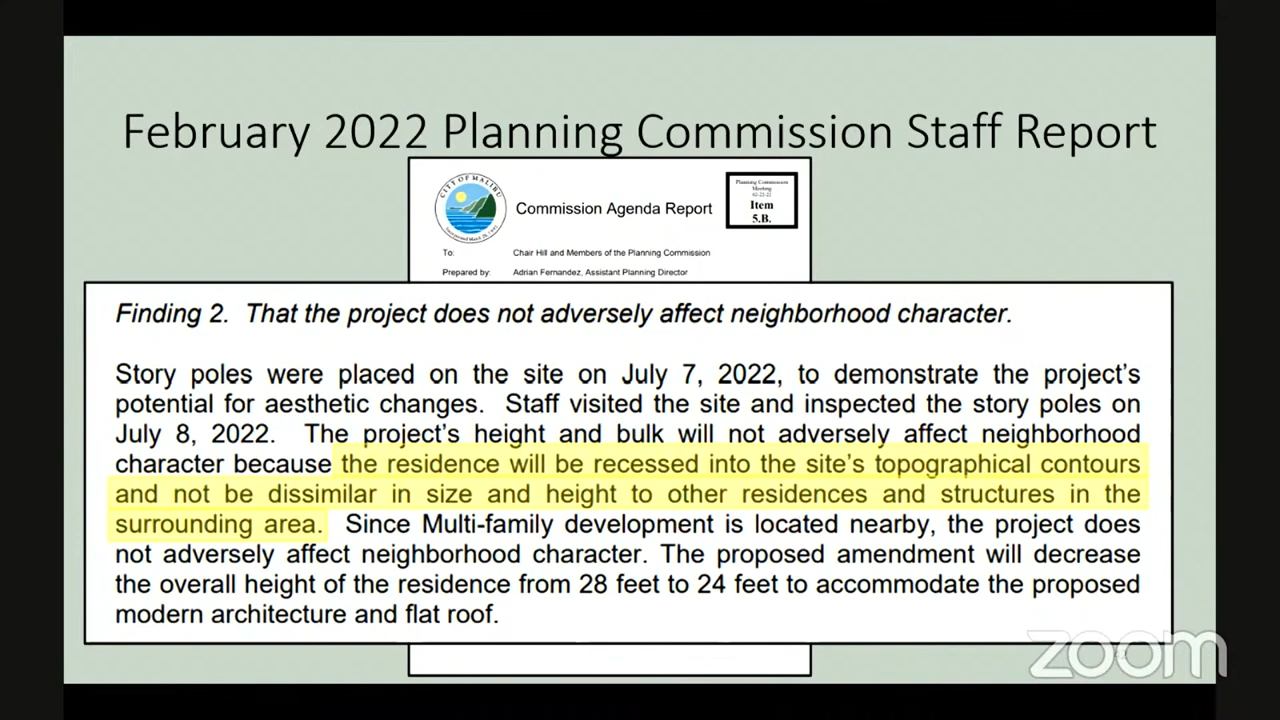 February 2022 Planning Commission Staff Report
CITY OF MALIBU
Commission Agenda Report
Planning Commission
Meeting
Item
5.B.
To: Chair Hill and Members of the Planning Commission
Prepared by: Adrian Fernandez, Assistant Planning Director
Finding 2. That the project does not adversely affect neighborhood character.
Story poles were placed on the site on July 7, 2022, to demonstrate the project's
potential for aesthetic changes. Staff visited the site and inspected the story poles on
July 8, 2022. The project's height and bulk will not adversely affect neighborhood
character because the residence will be recessed into the site's topographical contours
and not be dissimilar in size and height to other residences and structures in the
surrounding area. Since Multi-family development is located nearby, the project does
not adversely affect neighborhood character. The proposed amendment will decrease
the overall height of the residence from 28 feet to 24 feet to accommodate the proposed
modern architecture and flat roof.
zoom